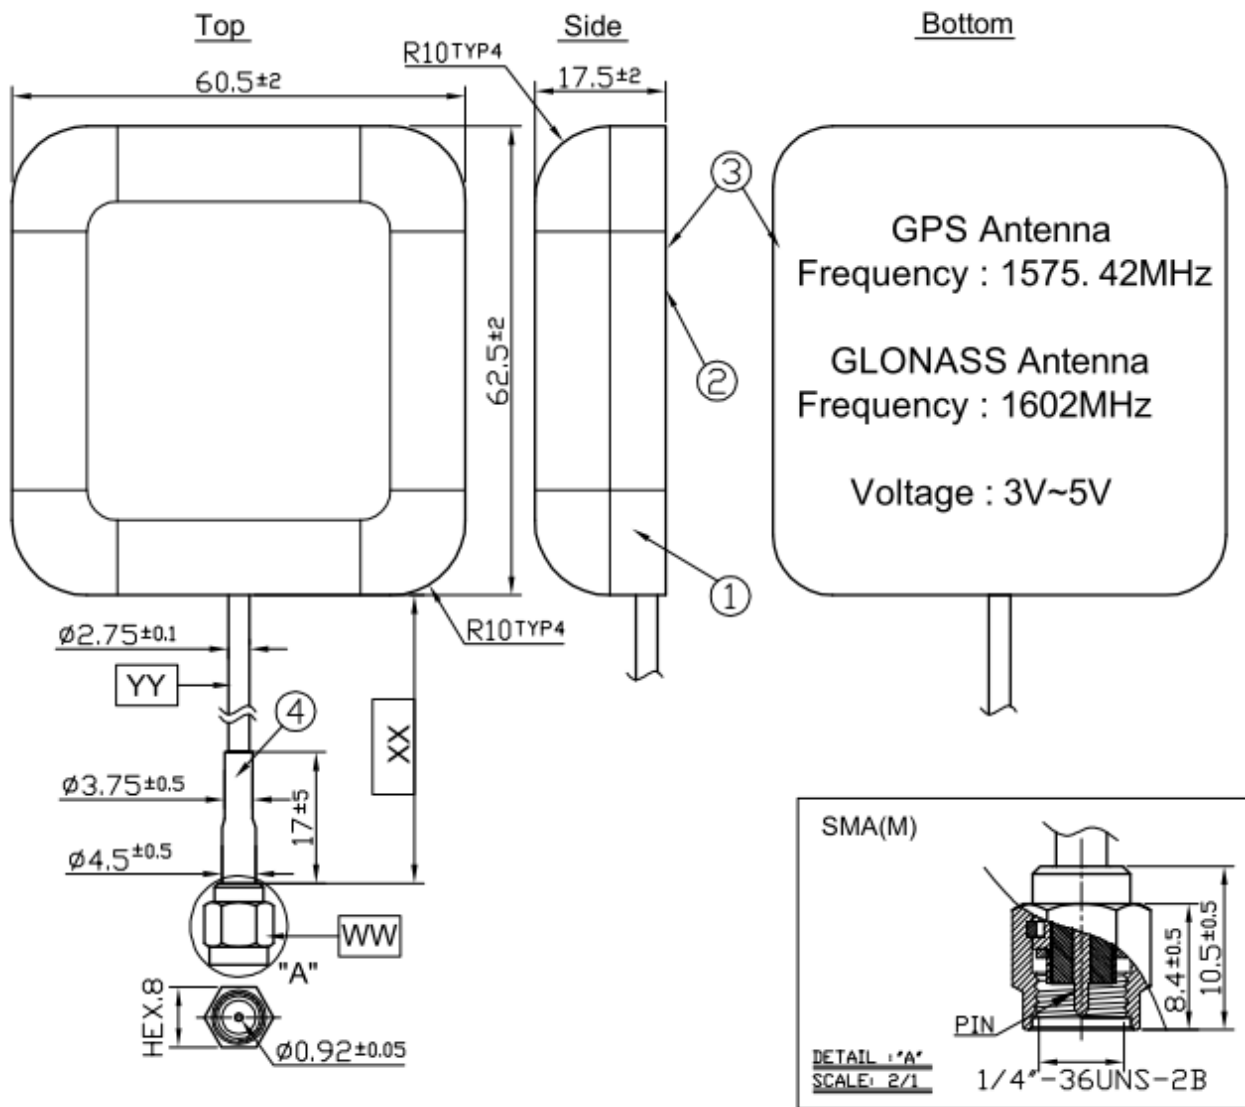 Top
Side
Bottom
R10TYP4
60.5±2
17.5±2
62.5±2
3
2
1
GPS Antenna
Frequency : 1575. 42MHz
GLONASS Antenna
Frequency : 1602MHz
Voltage : 3V~5V
R10TYP4
Ø2.75±0.1
YY
4
XX
Ø3.75±0.5
17±5
Ø4.5±0.5
WW
"A"
HEX.8
Ø0.92±0.05
SMA(M)
8.4±0.5
10.5±0.5
PIN
DETAIL :"A"
SCALE: 2/1
1/4"-36UNS-2B